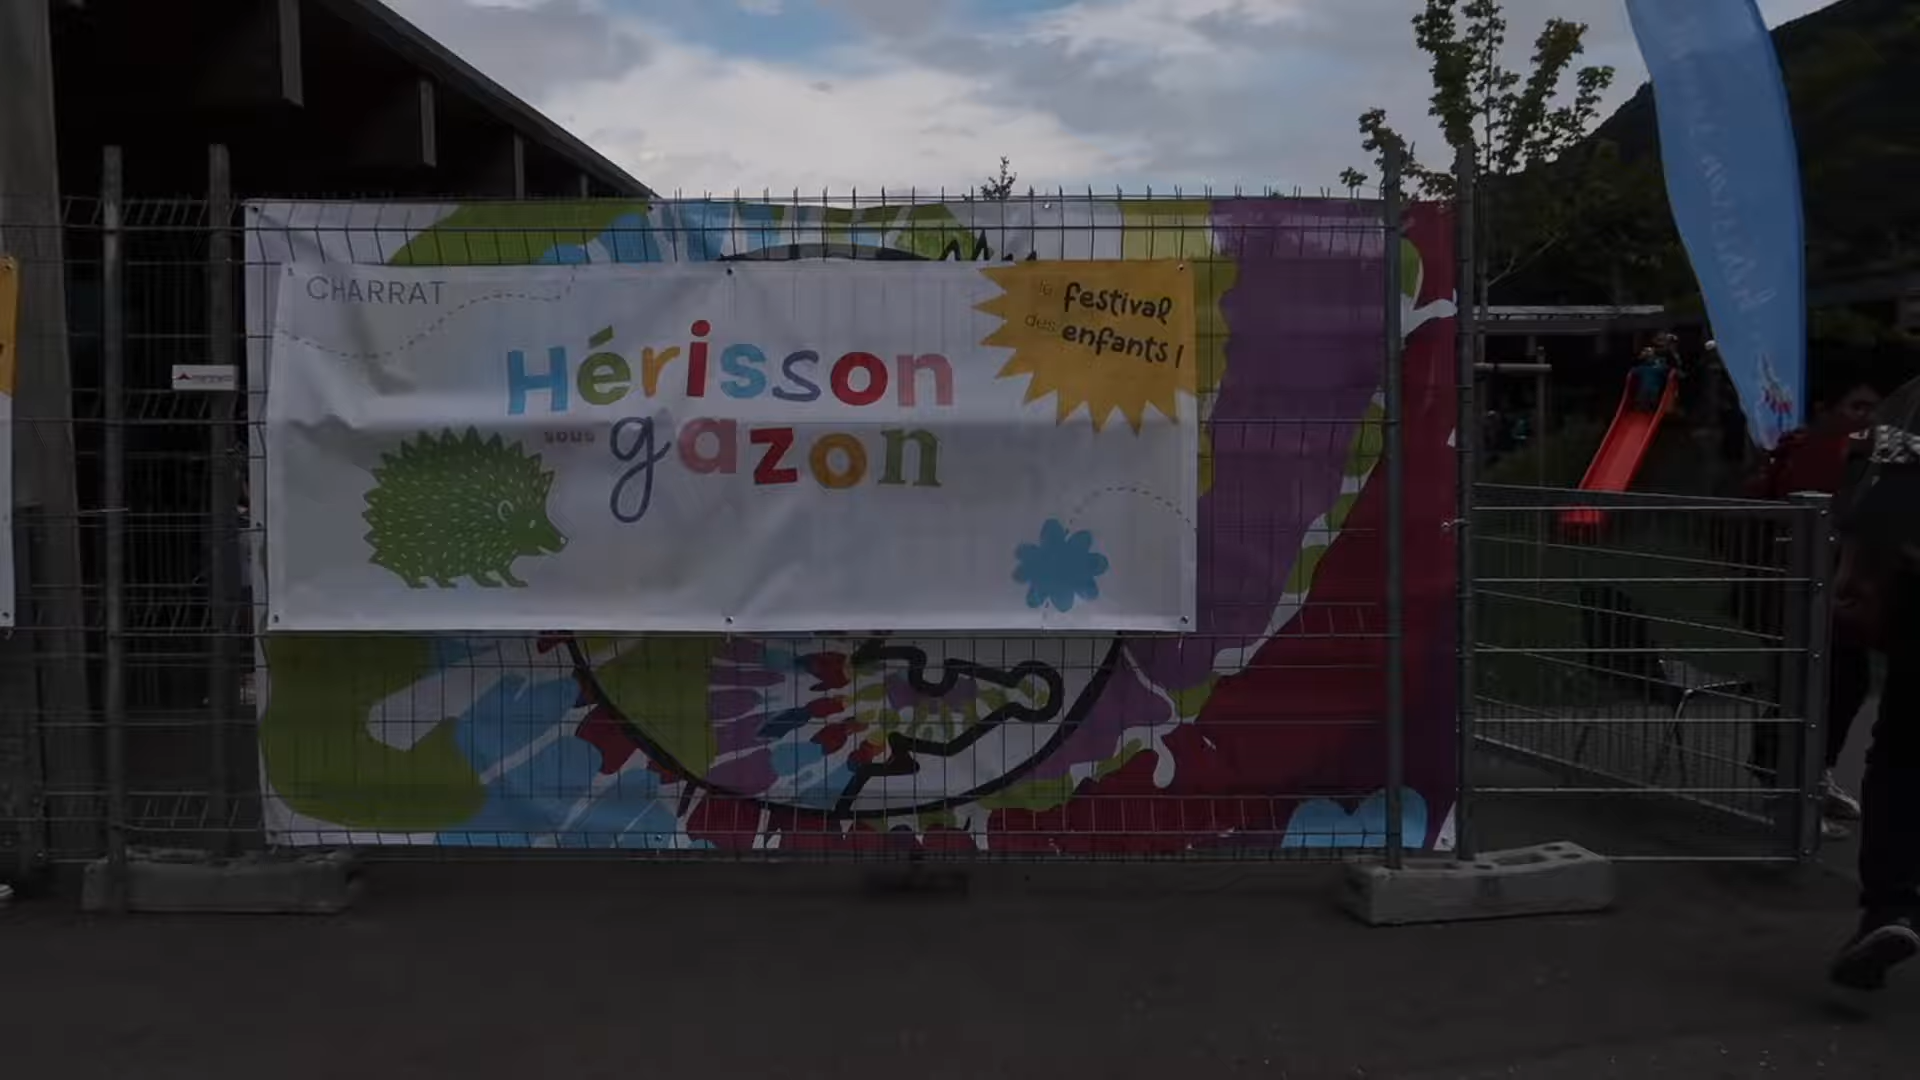 CHARRAT
le festival
des enfants !
Hérisson
sous gazon